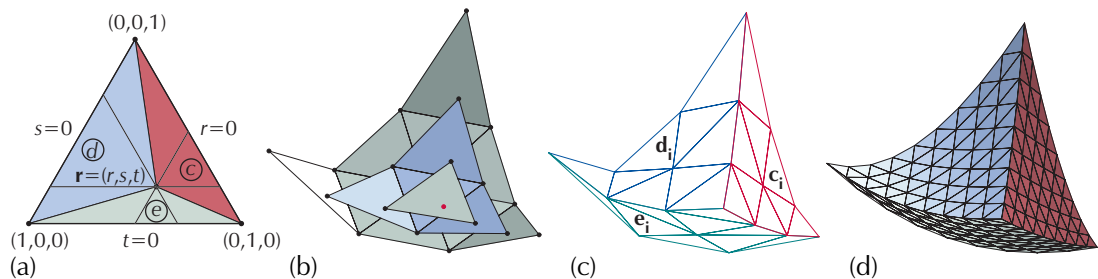 (0,0,1)
s=0
r=0
d
r=(r,s,t)
c
e
(1,0,0)
t=0
(0,1,0)
(a)
(b)
d_i
c_i
e_i
(c)
(d)